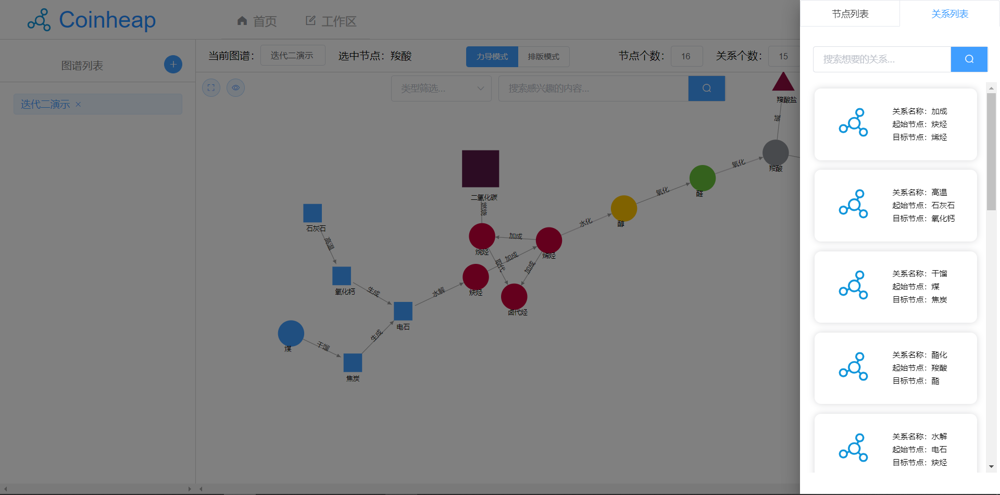 Coinheap
首页
工作区
图谱列表
迭代二演示
当前图谱：
迭代二演示
选中节点：羧酸
力导模式
排版模式
节点个数：
16
关系个数：
15
类型筛选...
搜索感兴趣的内容...
羧酸盐
氧化
羧酸
氧化
醛
水化
醇
二氧化碳
燃烧
加成
烷烃
烯烃
加成
取代
加成
炔烃
卤代烃
石灰石
高温
氧化钙
生成
水解
电石
煤
干馏
生成
焦炭
节点列表
关系列表
搜索想要的关系...
关系名称：加成
起始节点：炔烃
目标节点：烯烃
关系名称：高温
起始节点：石灰石
目标节点：氧化钙
关系名称：干馏
起始节点：煤
目标节点：焦炭
关系名称：酯化
起始节点：羧酸
目标节点：酯
关系名称：水解
起始节点：电石
目标节点：炔烃